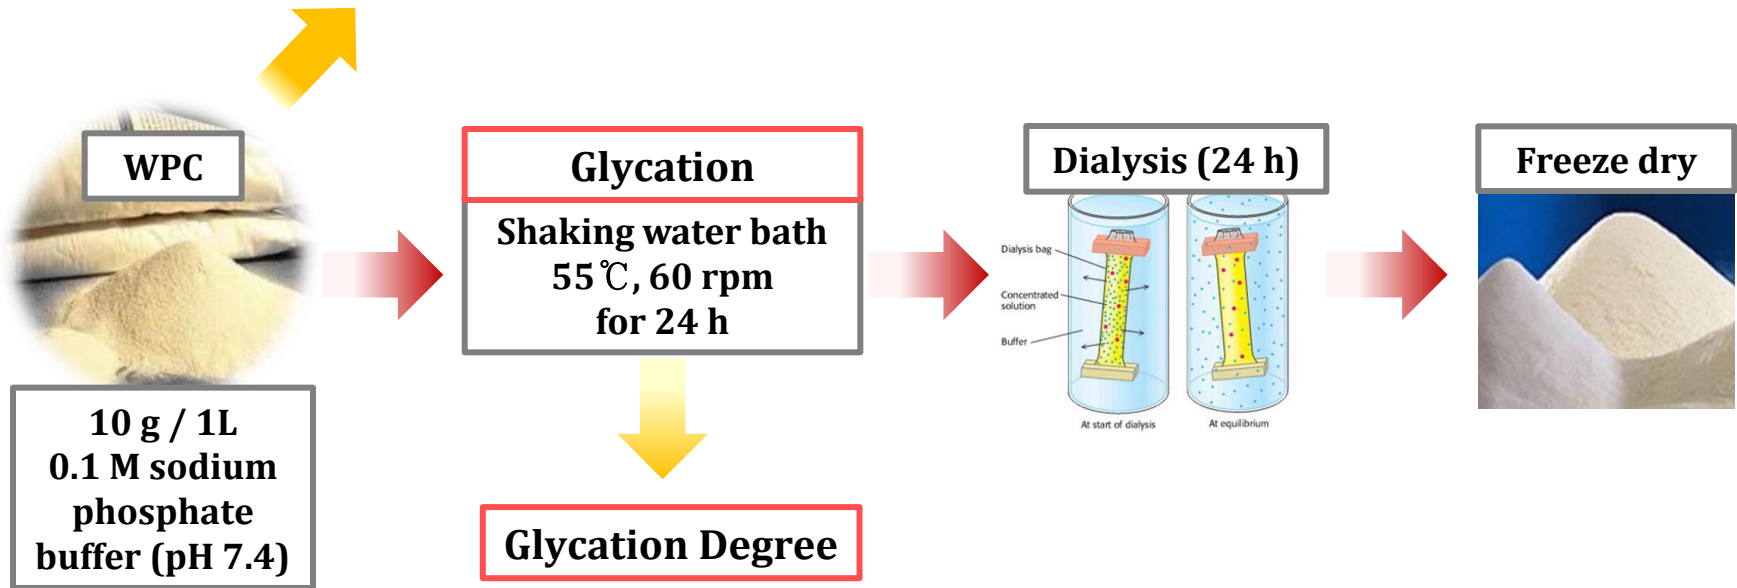 WPC
10 g / 1L
0.1 M sodium
phosphate
buffer (pH 7.4)
Glycation
Shaking water bath
55℃, 60 rpm
for 24 h
Glycation Degree
Dialysis (24 h)
Dialysis bag
Concentrated
solution
Buffer
At start of dialysis
At equilibrium
Freeze dry